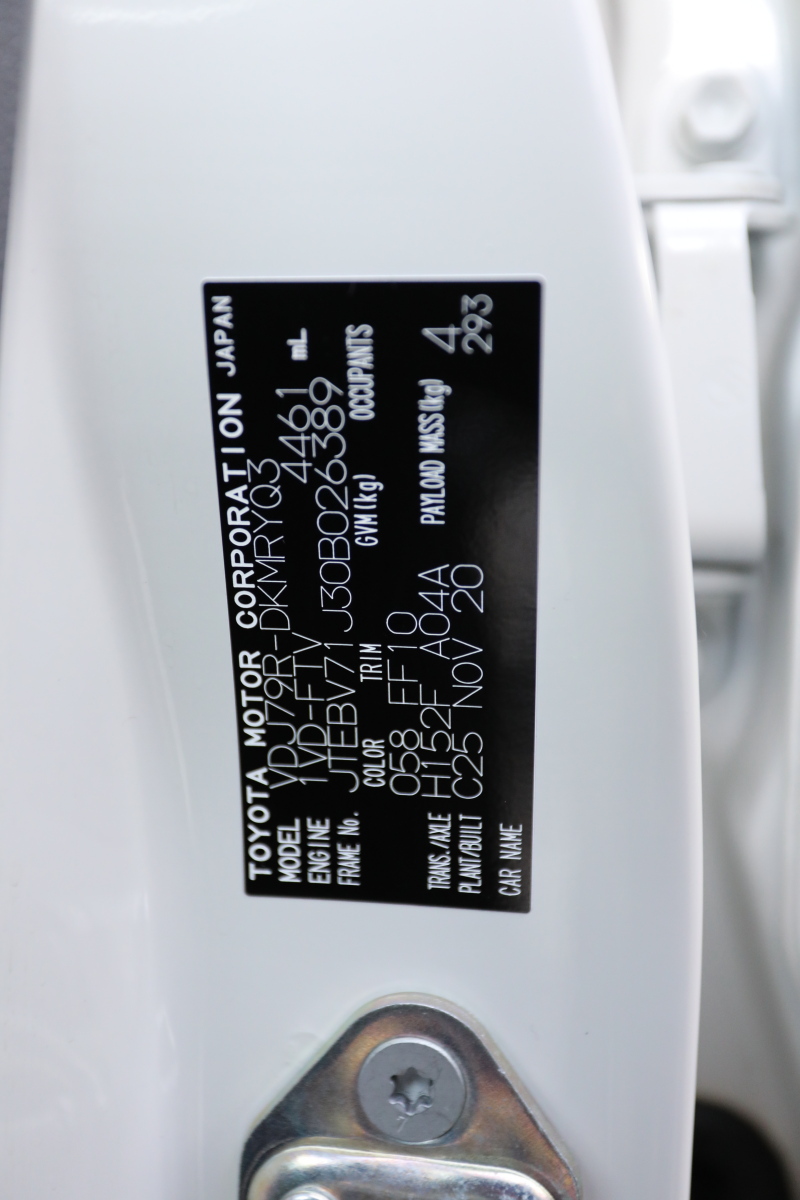 TOYOTA MOTOR CORPORATION JAPAN
MODEL VDJ79R-DKMRYQ3
ENGINE 1VD-FTV 4461 mL
FRAME No. JTEBV71J30B026389
COLOR TRIM GVM(kg) OCCUPANTS
058 FF10
TRANS./AXLE H152F A04A PAYLOAD MASS(kg) 4
PLANT/BUILT C25 NOV 20 293
CAR NAME